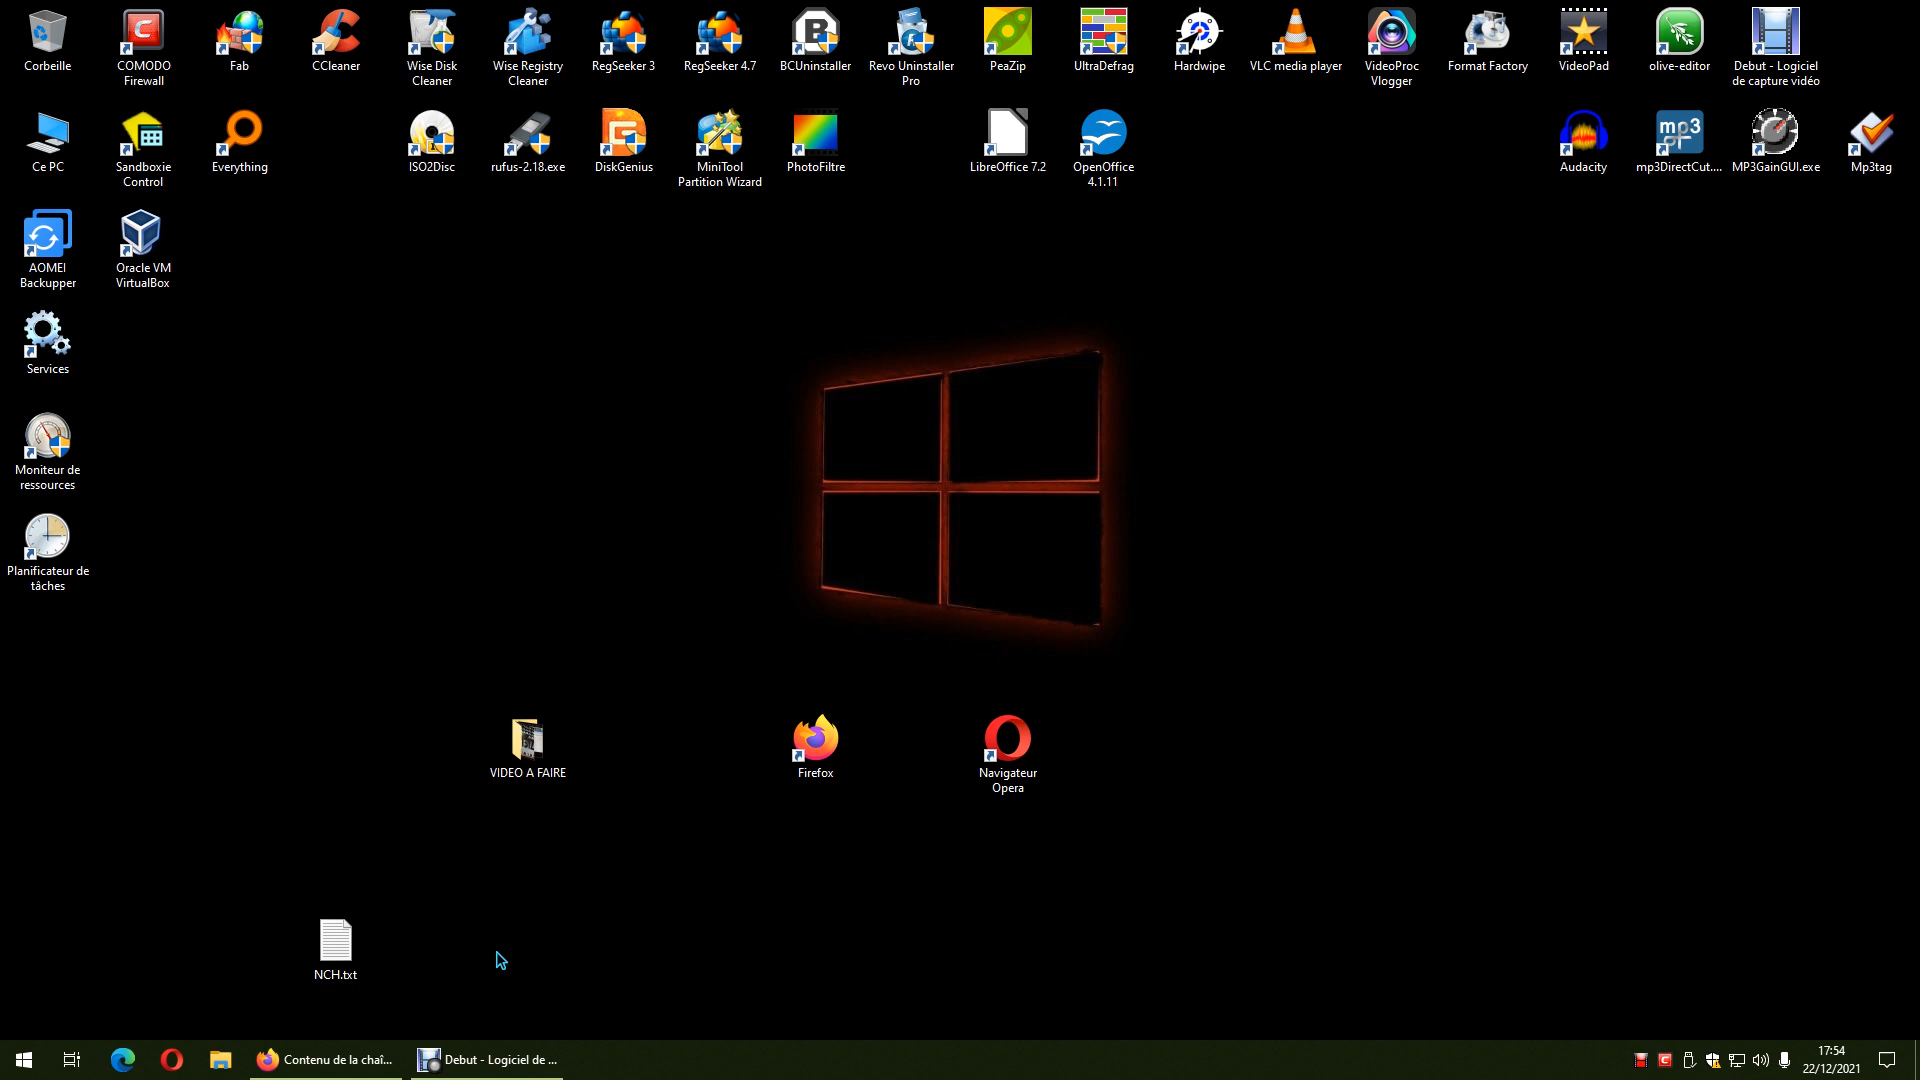 Corbeille
COMODO
Firewall
Fab
CCleaner
Wise Disk
Cleaner
Wise Registry
Cleaner
RegSeeker 3
RegSeeker 4.7
BCUninstaller
Revo Uninstaller
Pro
PeaZip
UltraDefrag
Hardwipe
VLC media player
VideoProc
Vlogger
Format Factory
VideoPad
olive-editor
Debut - Logiciel
de capture vidéo
Ce PC
Sandboxie
Control
Everything
ISO2Disc
rufus-2.18.exe
DiskGenius
MiniTool
Partition Wizard
PhotoFiltre
LibreOffice 7.2
OpenOffice
4.1.11
Audacity
mp3DirectCut....
MP3GainGUI.exe
Mp3tag
AOMEI
Backupper
Oracle VM
VirtualBox
Services
Moniteur de
ressources
Planificateur de
tâches
VIDEO A FAIRE
Firefox
Navigateur
Opera
NCH.txt
Contenu de la chaî...
Debut - Logiciel de ...
17:54
22/12/2021